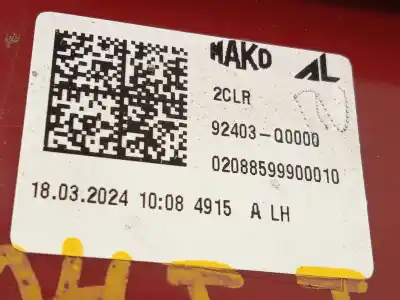 MAKO AL
2CLR
92403-Q0000
02088599900010
18.03.2024 10:08 4915 A LH